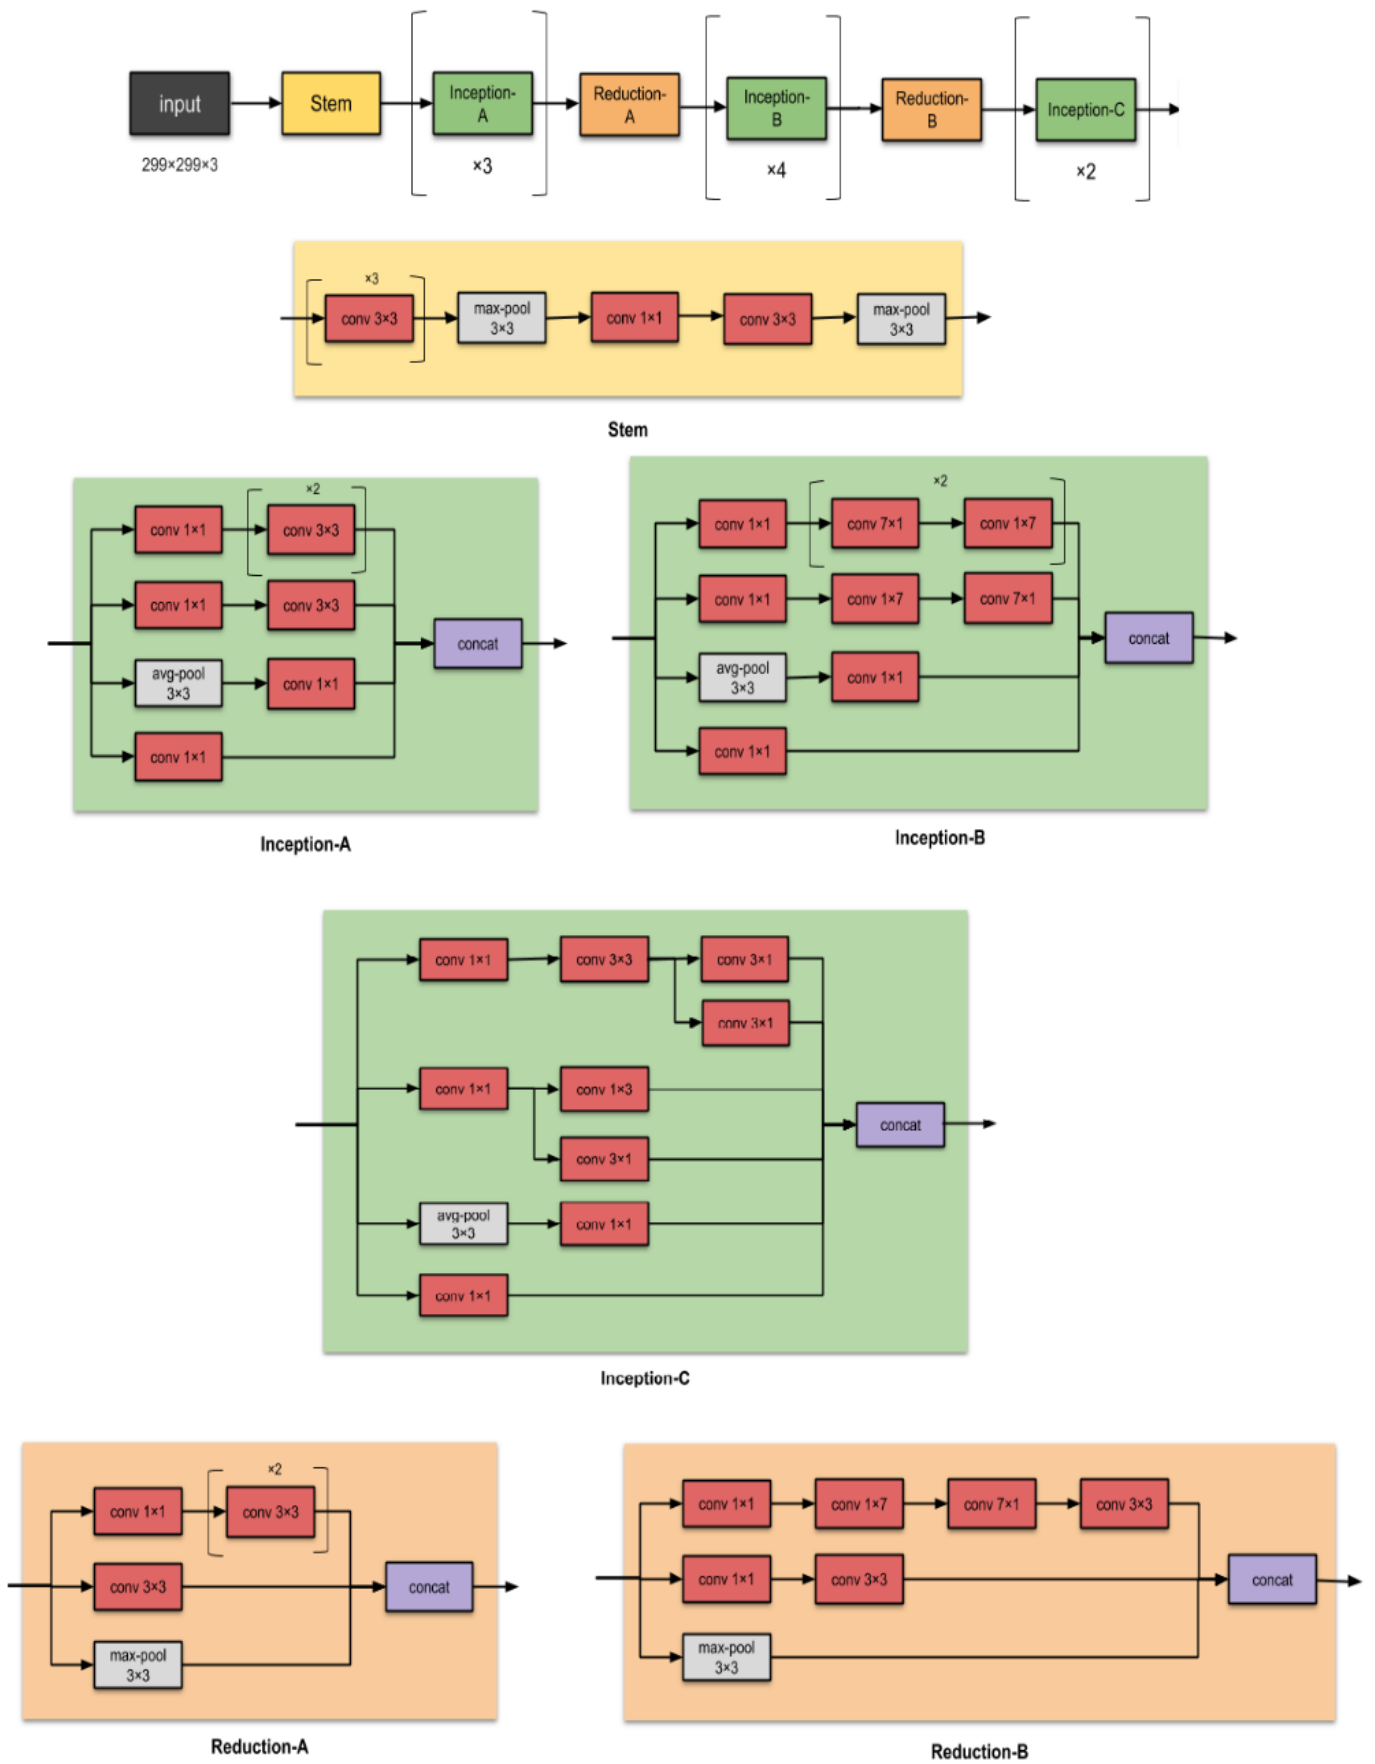 input
299×299×3
Stem
Inception-
A
×3
Reduction-
A
Inception-
B
×4
Reduction-
B
Inception-C
×2
×3
conv 3×3
max-pool
3×3
conv 1×1
conv 3×3
max-pool
3×3
Stem
×2
conv 1×1
conv 3×3
conv 1×1
conv 3×3
avg-pool
3×3
conv 1×1
conv 1×1
concat
Inception-A
×2
conv 1×1
conv 7×1
conv 1×7
conv 1×1
conv 1×7
conv 7×1
avg-pool
3×3
conv 1×1
conv 1×1
concat
Inception-B
conv 1×1
conv 3×3
conv 3×1
conv 3×1
conv 1×1
conv 1×3
conv 3×1
avg-pool
3×3
conv 1×1
conv 1×1
concat
Inception-C
×2
conv 1×1
conv 3×3
conv 3×3
max-pool
3×3
concat
Reduction-A
conv 1×1
conv 1×7
conv 7×1
conv 3×3
conv 1×1
conv 3×3
max-pool
3×3
concat
Reduction-B